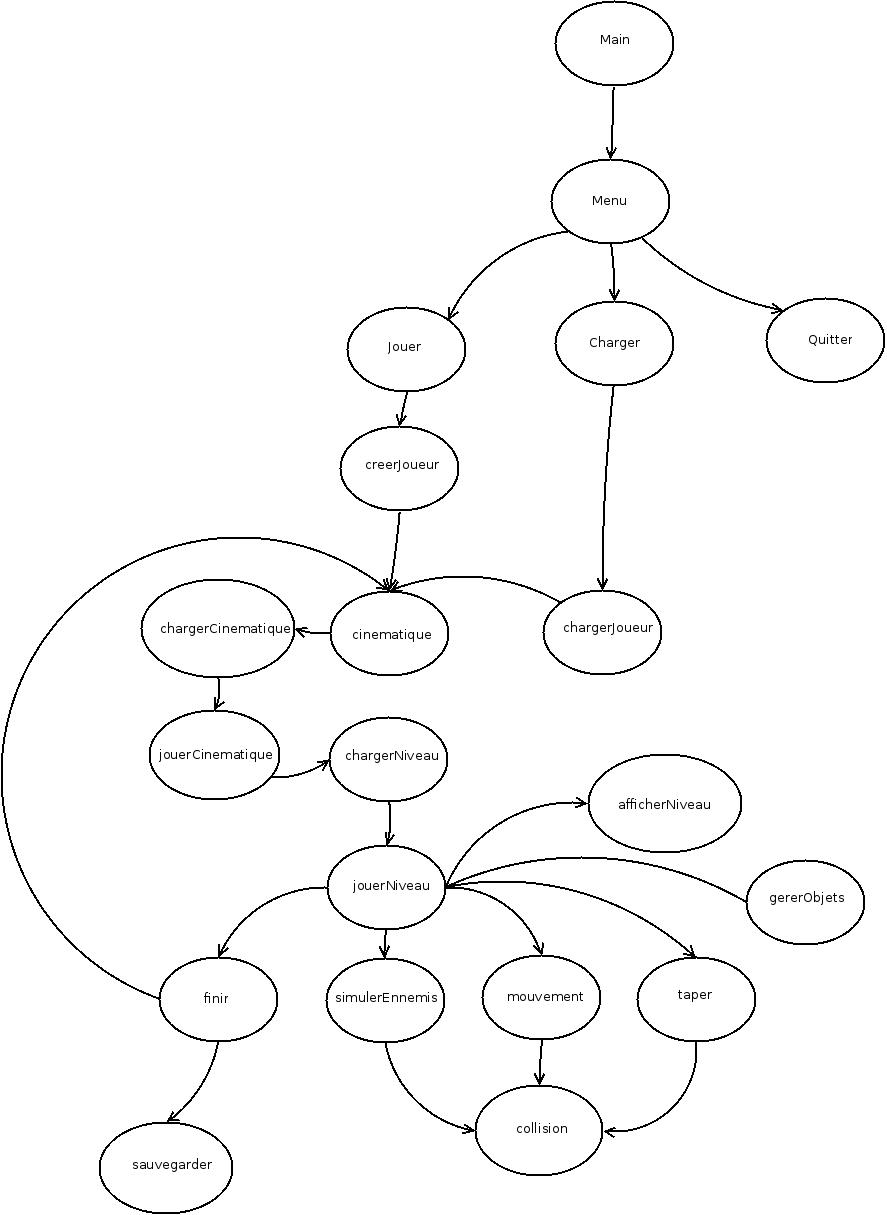 Main
Menu
Jouer
Charger
Quitter
creerJoueur
chargerCinematique
cinematique
chargerJoueur
jouerCinematique
chargerNiveau
afficherNiveau
jouerNiveau
gererObjets
finir
simulerEnnemis
mouvement
taper
collision
sauvegarder